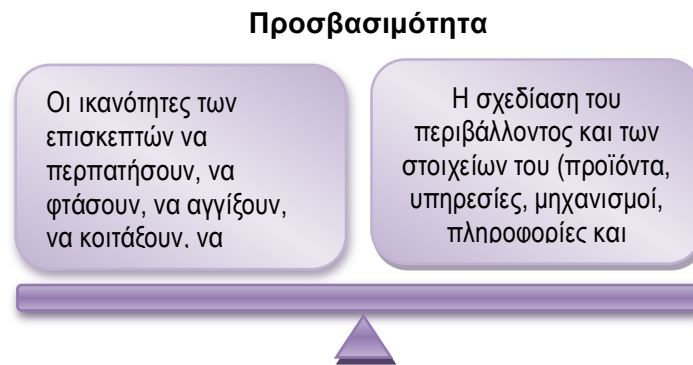 Προσβασιμότητα
Οι ικανότητες των
επισκεπτών να
περπατήσουν, να
φτάσουν, να αγγίξουν,
να κοιτάξουν, να
Η σχεδίαση του
περιβάλλοντος και των
στοιχείων του (προϊόντα,
υπηρεσίες, μηχανισμοί,
πληροφορίες και